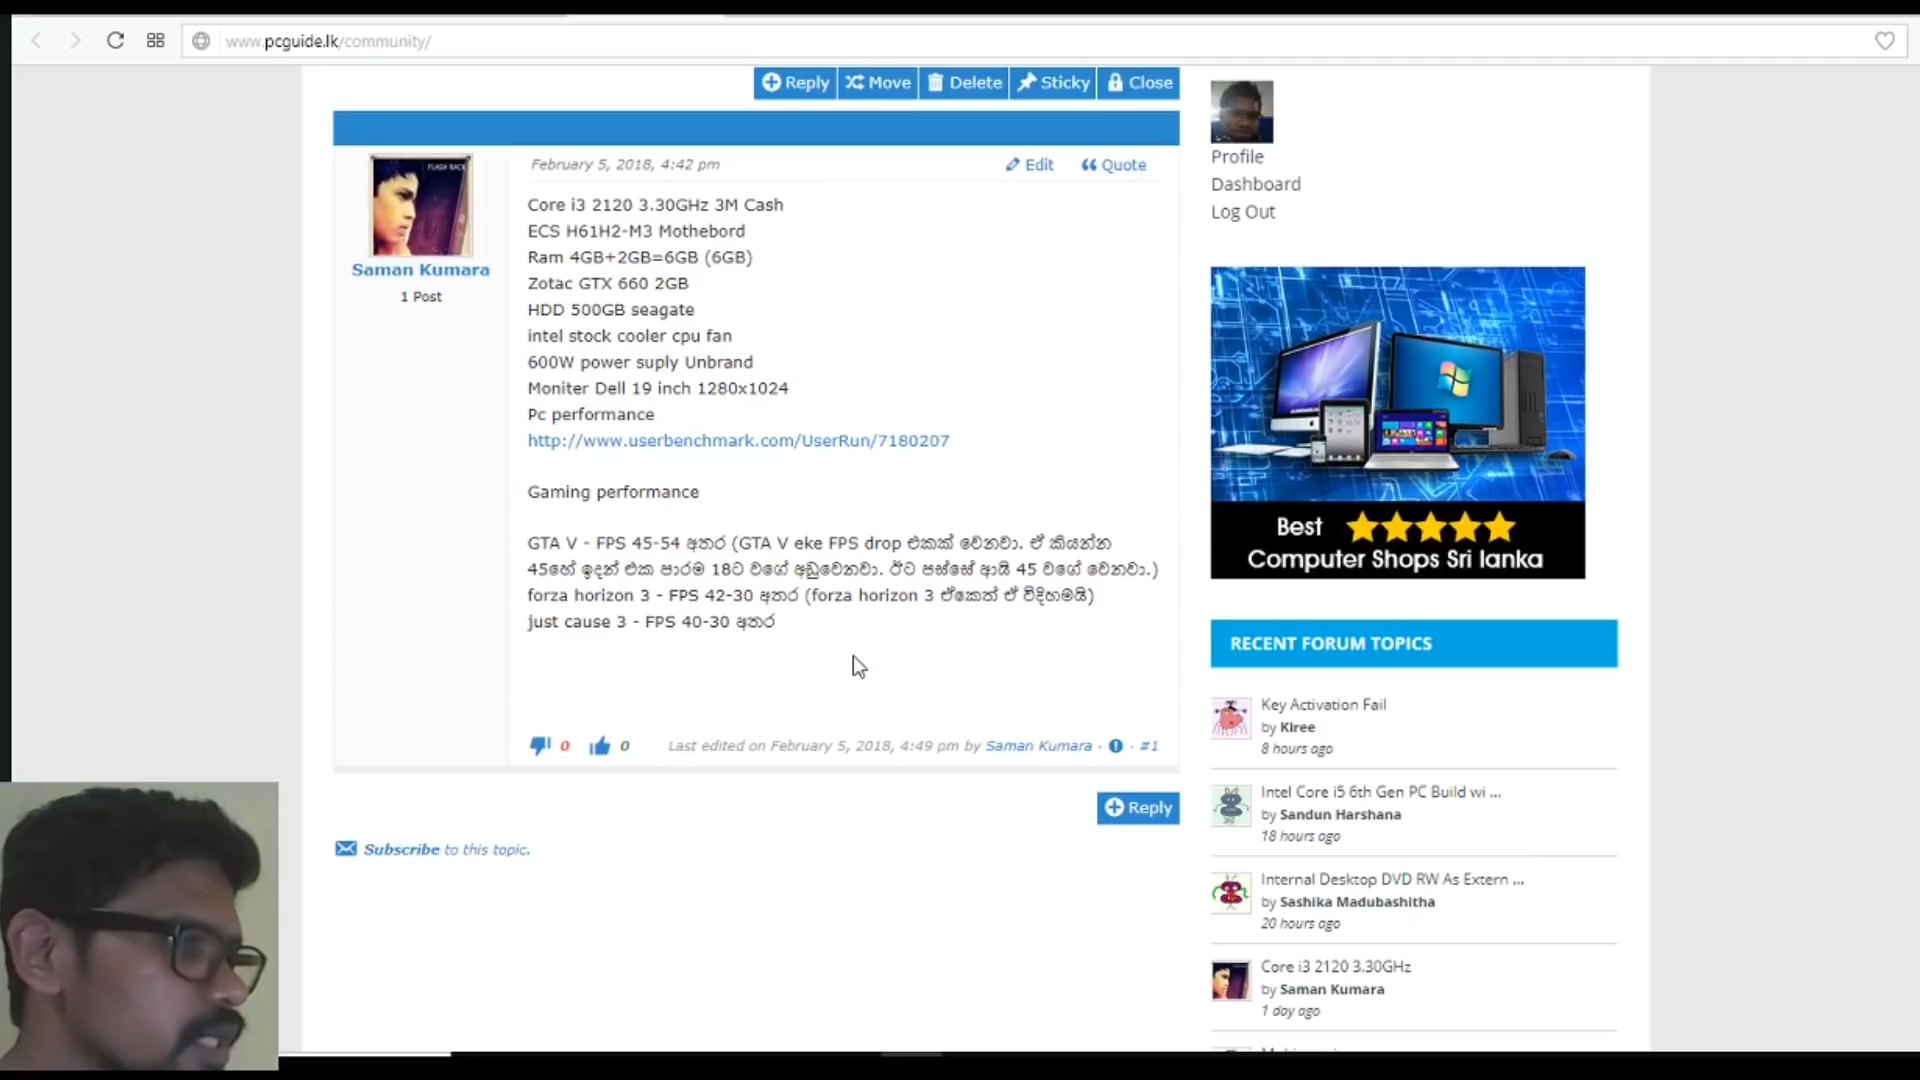 www.pcguide.lk/community/
Reply
Move
Delete
Sticky
Close
FLASH BACK
February 5, 2018, 4:42 pm
Edit
Quote
Saman Kumara
1 Post
Core i3 2120 3.30GHz 3M Cash
ECS H61H2-M3 Mothebord
Ram 4GB+2GB=6GB (6GB)
Zotac GTX 660 2GB
HDD 500GB seagate
intel stock cooler cpu fan
600W power suply Unbrand
Moniter Dell 19 inch 1280x1024
Pc performance
http://www.userbenchmark.com/UserRun/7180207
Gaming performance
GTA V - FPS 45-54 අතර (GTA V eke FPS drop එකක් වෙනවා. ඒ කියන්න
45හේ ඉදන් එක පාරම 18ට වගේ අඩුවෙනවා. ඊට පස්සේ ආයි 45 වගේ වෙනවා.)
forza horizon 3 - FPS 42-30 අතර (forza horizon 3 ඒකෙත් ඒ විදිහමයි)
just cause 3 - FPS 40-30 අතර
0
0
Last edited on February 5, 2018, 4:49 pm by Saman Kumara · · #1
Reply
Subscribe to this topic.
Profile
Dashboard
Log Out
Best
Computer Shops Sri lanka
RECENT FORUM TOPICS
Key Activation Fail
by Kiree
8 hours ago
Intel Core i5 6th Gen PC Build wi ...
by Sandun Harshana
18 hours ago
Internal Desktop DVD RW As Extern ...
by Sashika Madubashitha
20 hours ago
Core i3 2120 3.30GHz
by Saman Kumara
1 day ago